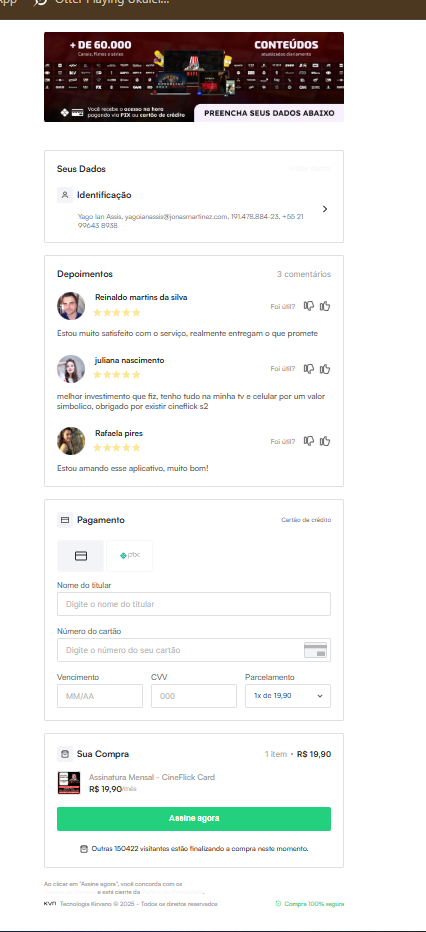 App
Otter Playing Ukulel...
+ DE 60.000
Canais, filmes e séries
CONTEÚDOS
atualizados diariamente
Você recebe o acesso na hora
pagando via PIX ou cartão de crédito
PREENCHA SEUS DADOS ABAIXO
Seus Dados
Identificação
Yago Ian Assis, yagoianassis@jonasmartinez.com, 191.478.884-23, +55 21
99643 8938
Depoimentos
3 comentários
Reinaldo martins da silva
Foi útil?
Estou muito satisfeito com o serviço, realmente entregam o que promete
juliana nascimento
Foi útil?
melhor investimento que fiz, tenho tudo na minha tv e celular por um valor
simbolico, obrigado por existir cineflick s2
Rafaela pires
Foi útil?
Estou amando esse aplicativo, muito bom!
Pagamento
Cartão de crédito
pix
Nome do titular
Digite o nome do titular
Número do cartão
Digite o número do seu cartão
Vencimento
CVV
Parcelamento
MM/AA
000
1x de 19,90
Sua Compra
1 item • R$ 19,90
Assinatura Mensal - CineFlick Card
R$ 19,90/mês
Assine agora
Outras 150422 visitantes estão finalizando a compra neste momento.
Ao clicar em "Assine agora", você concorda com os
e está ciente da
KVN Tecnologia Kirvano © 2025 - Todos os direitos reservados
Compra 100% segura